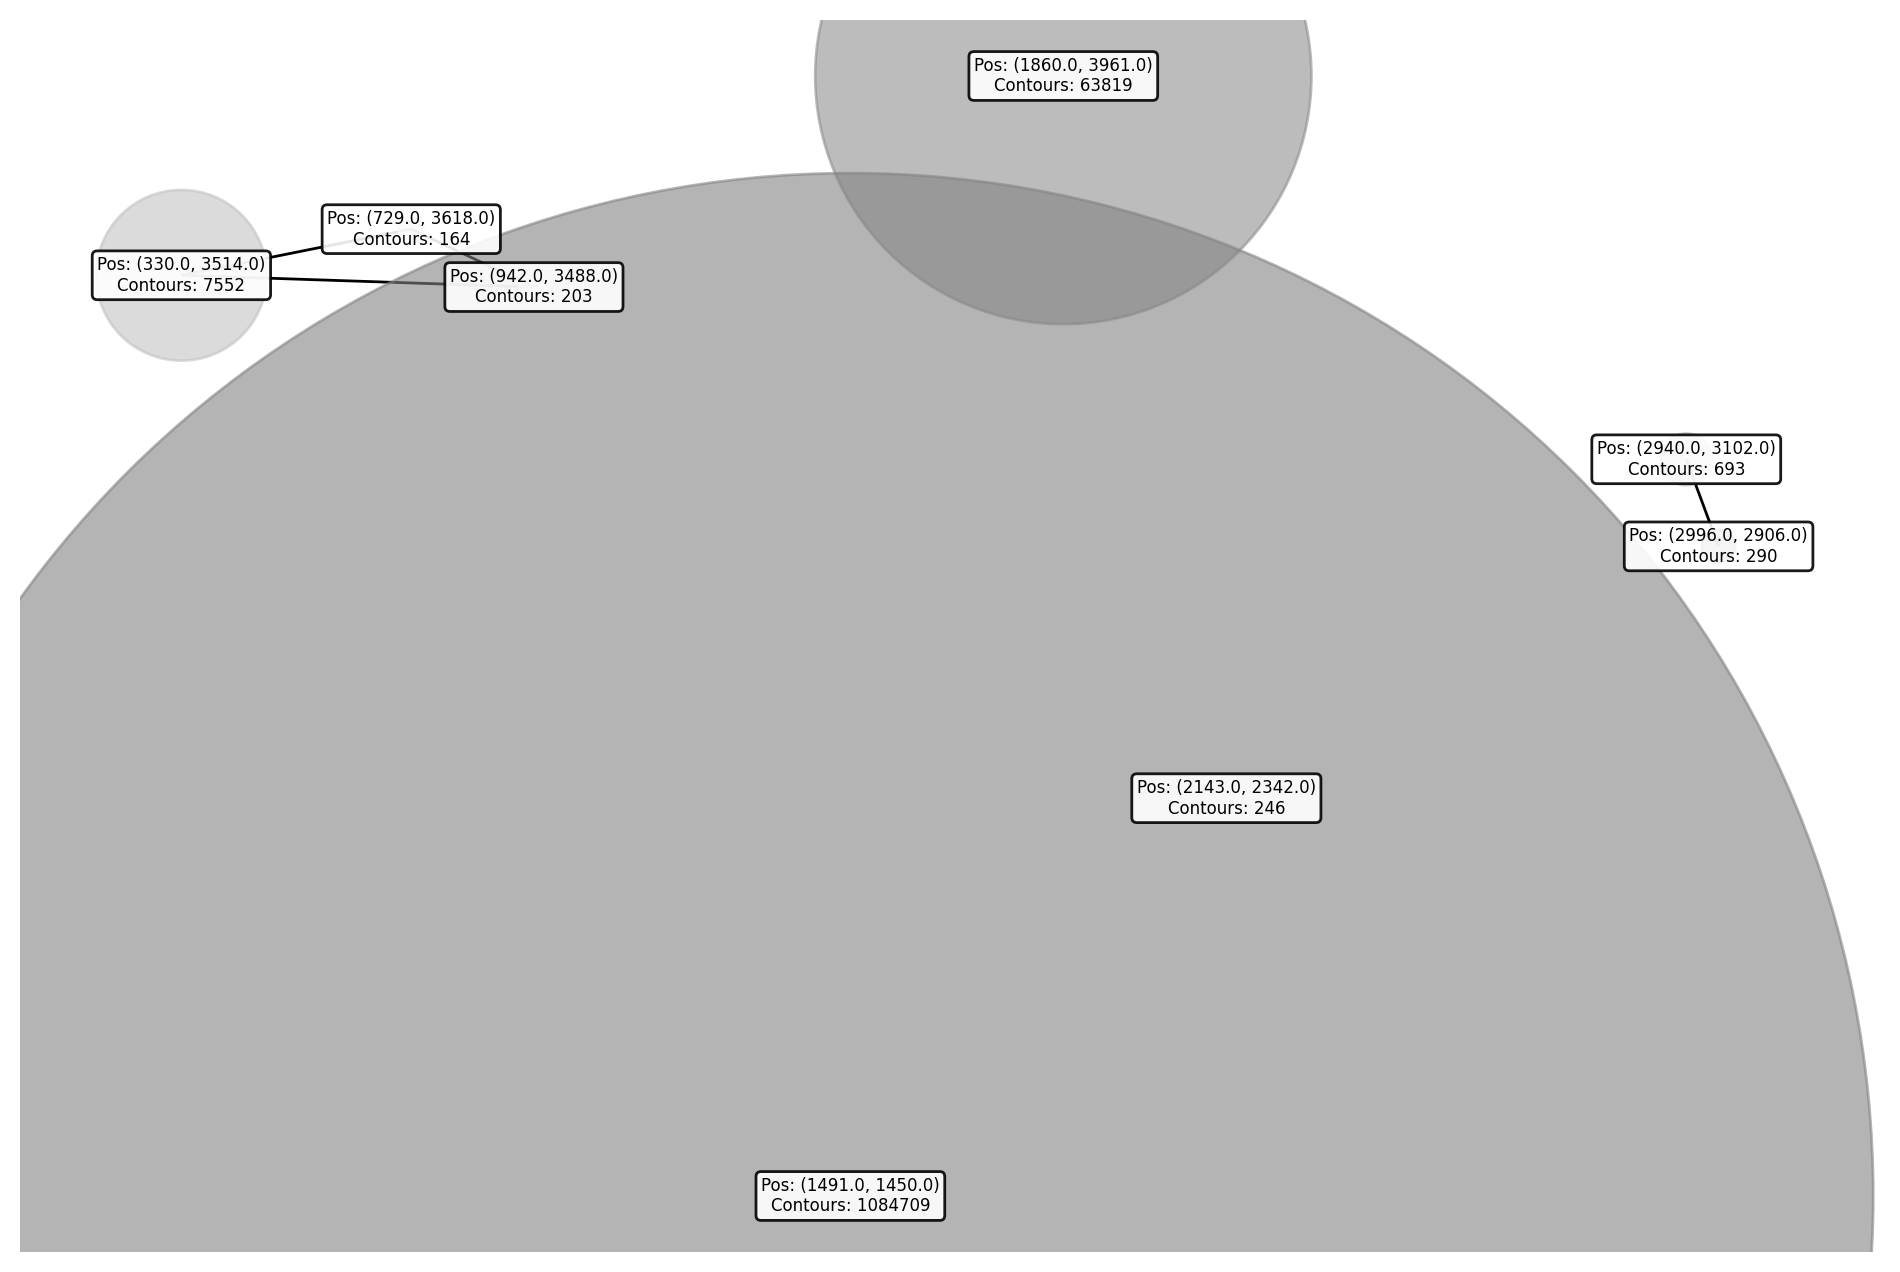 Pos: (1860.0, 3961.0)
Contours: 63819
Pos: (729.0, 3618.0)
Contours: 164
Pos: (330.0, 3514.0)
Contours: 7552
Pos: (942.0, 3488.0)
Contours: 203
Pos: (2940.0, 3102.0)
Contours: 693
Pos: (2996.0, 2906.0)
Contours: 290
Pos: (2143.0, 2342.0)
Contours: 246
Pos: (1491.0, 1450.0)
Contours: 1084709